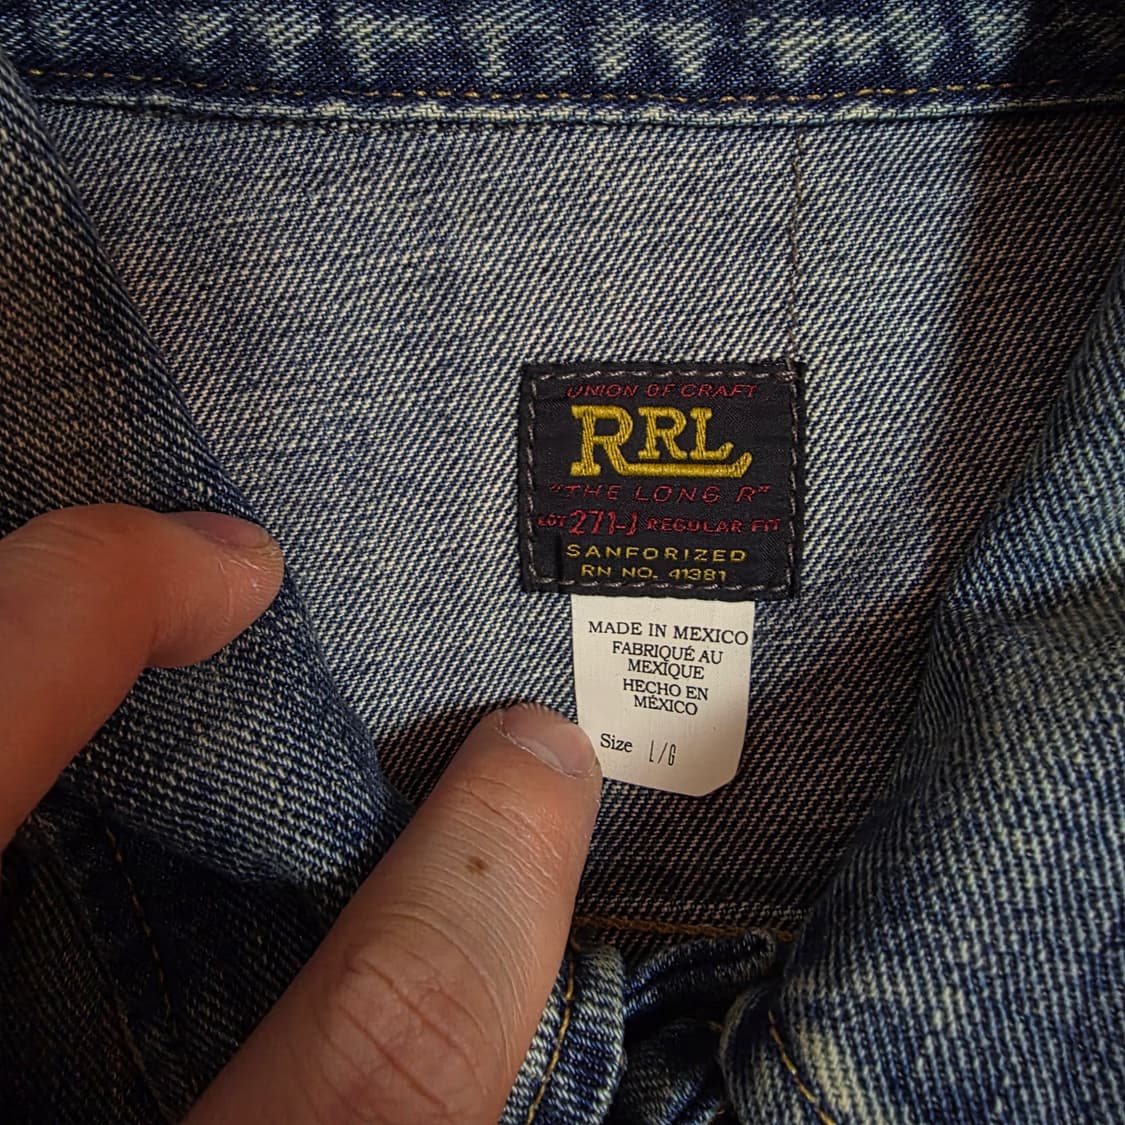 UNION OF CRAFT
RRL
"THE LONG R"
LOT 271-J REGULAR FIT
SANFORIZED
RN NO. 41381
MADE IN MEXICO
FABRIQUÉ AU
MEXIQUE
HECHO EN
MÉXICO
Size L/G